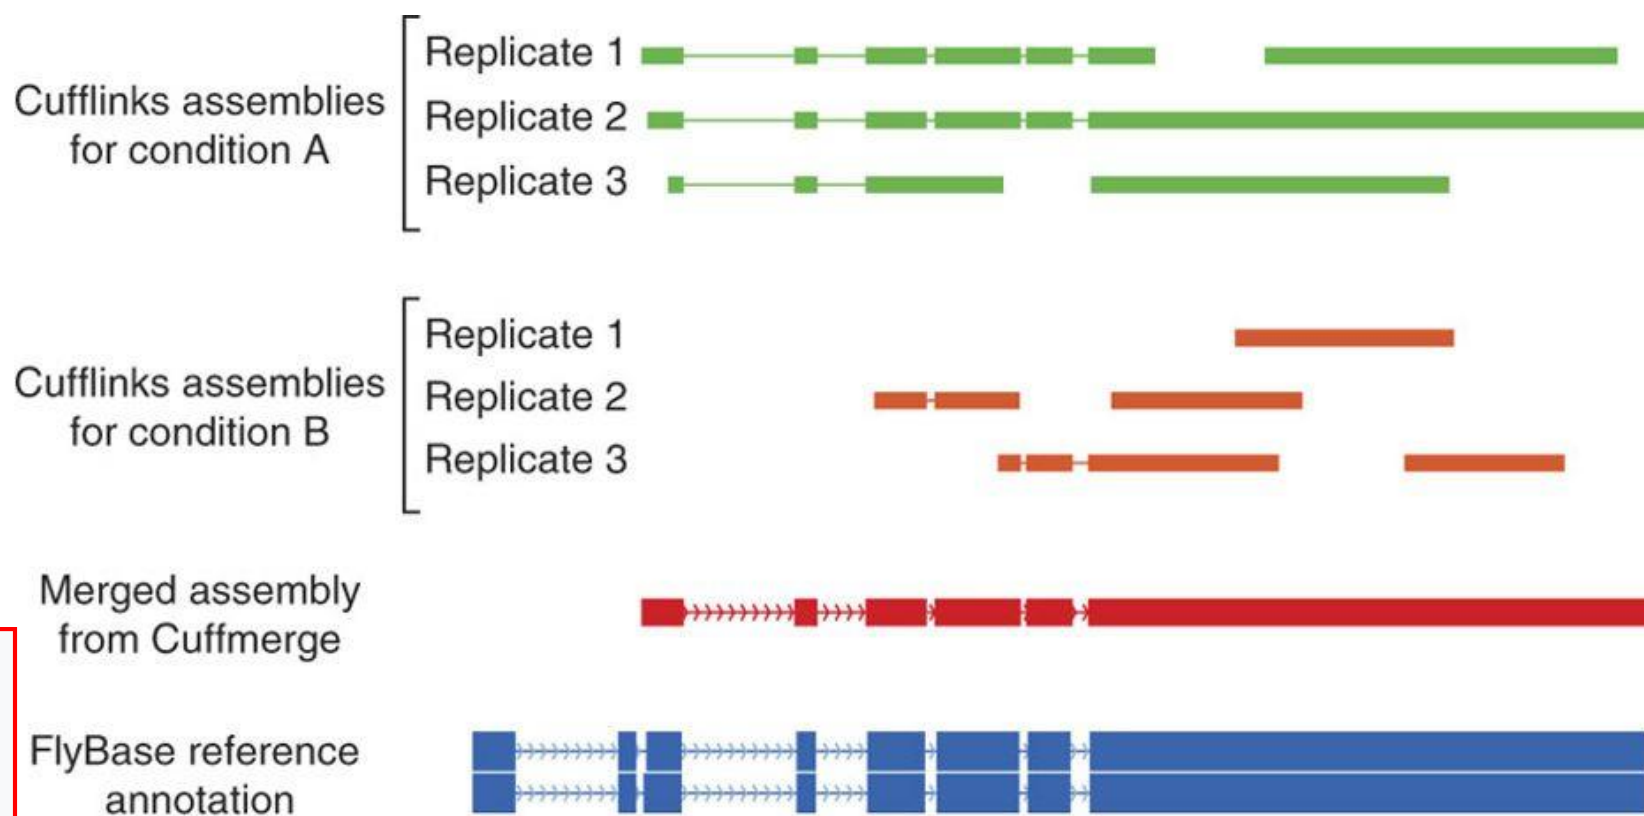 Cufflinks assemblies
for condition A
Replicate 1
Replicate 2
Replicate 3
Cufflinks assemblies
for condition B
Replicate 1
Replicate 2
Replicate 3
Merged assembly
from Cuffmerge
FlyBase reference
annotation